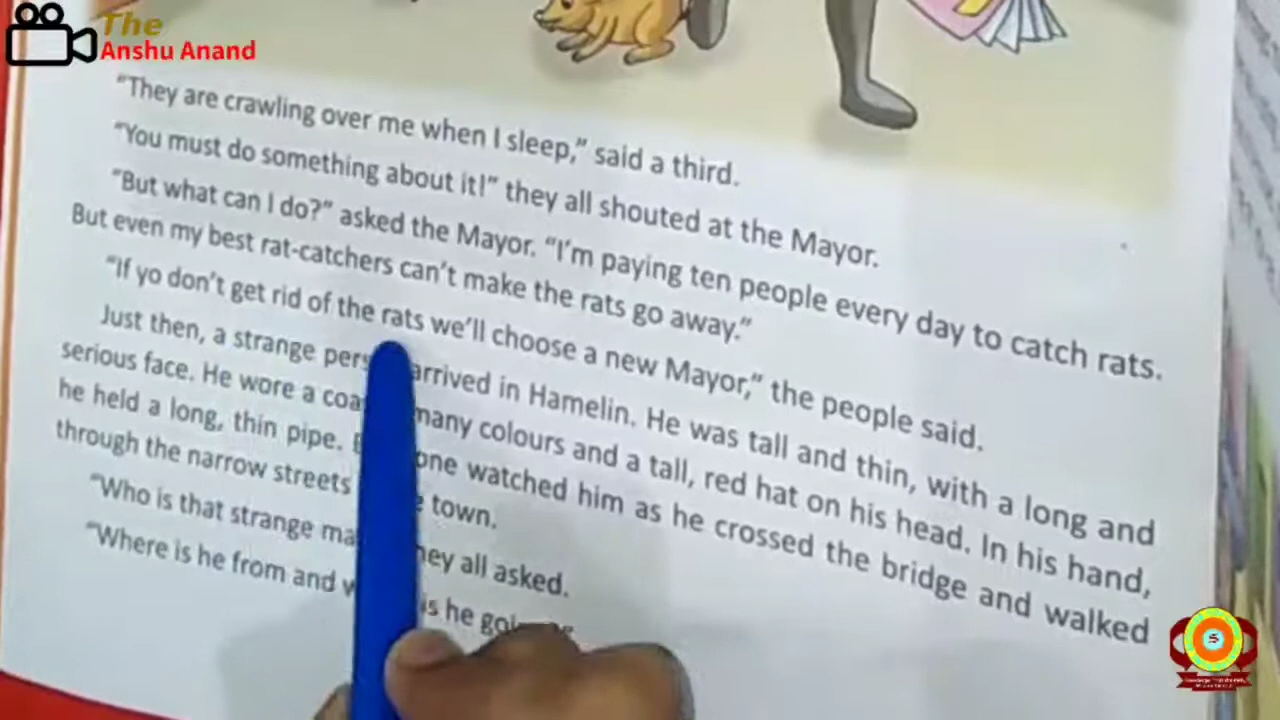 The
Anshu Anand
"They are crawling over me when I sleep," said a third.
"You must do something about it!" they all shouted at the Mayor.
"But what can I do?" asked the Mayor. "I'm paying ten people every day to catch rats.
But even my best rat-catchers can't make the rats go away."
"If yo don't get rid of the rats we'll choose a new Mayor," the people said.
Just then, a strange pers arrived in Hamelin. He was tall and thin, with a long and
serious face. He wore a coa many colours and a tall, red hat on his head. In his hand,
he held a long, thin pipe. one watched him as he crossed the bridge and walked
through the narrow streets town.
"Who is that strange ma hey all asked.
"Where is he from and is he
S